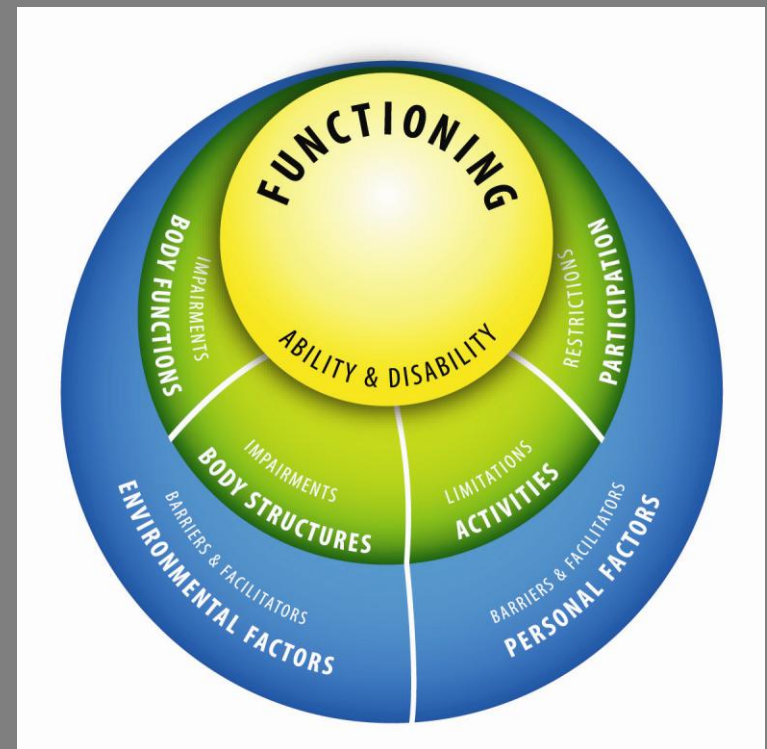 FUNCTIONING
ABILITY & DISABILITY
BODY FUNCTIONS
IMPAIRMENTS
IMPAIRMENTS
BODY STRUCTURES
LIMITATIONS
ACTIVITIES
RESTRICTIONS
PARTICIPATION
BARRIERS & FACILITATORS
ENVIRONMENTAL FACTORS
BARRIERS & FACILITATORS
PERSONAL FACTORS